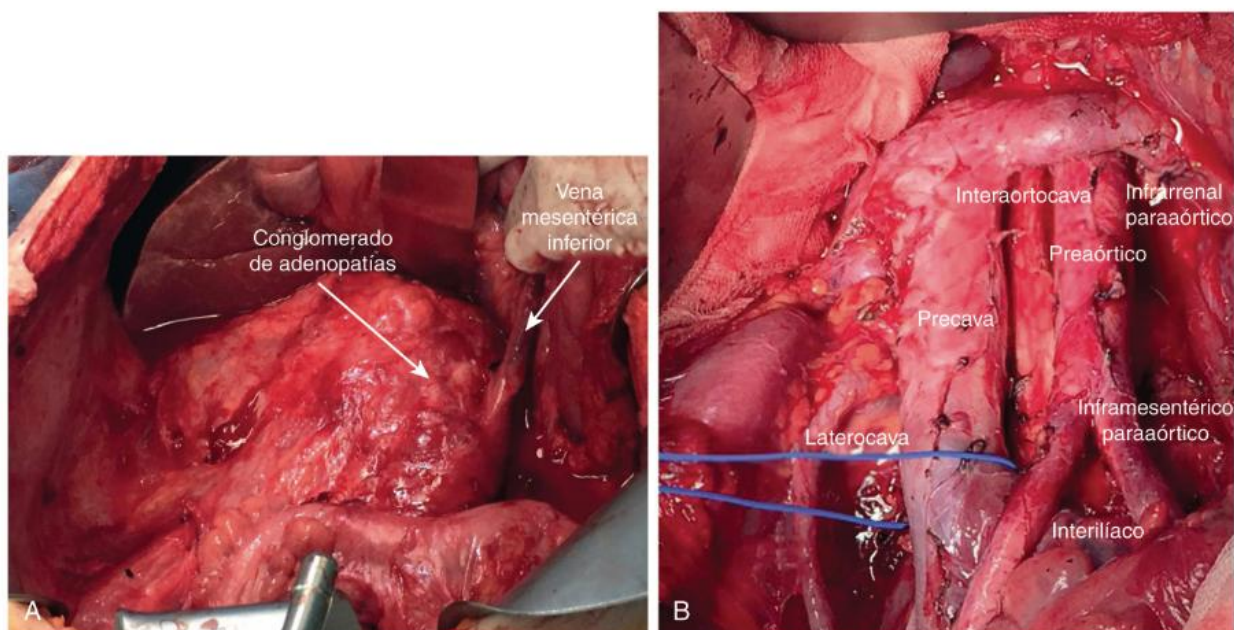 Conglomerado
de adenopatías
Vena
mesentérica
inferior
A
Interaortocava
Infrarrenal
paraaórtico
Preaórtico
Precava
Inframesentérico
paraaórtico
Laterocava
Interilíaco
B